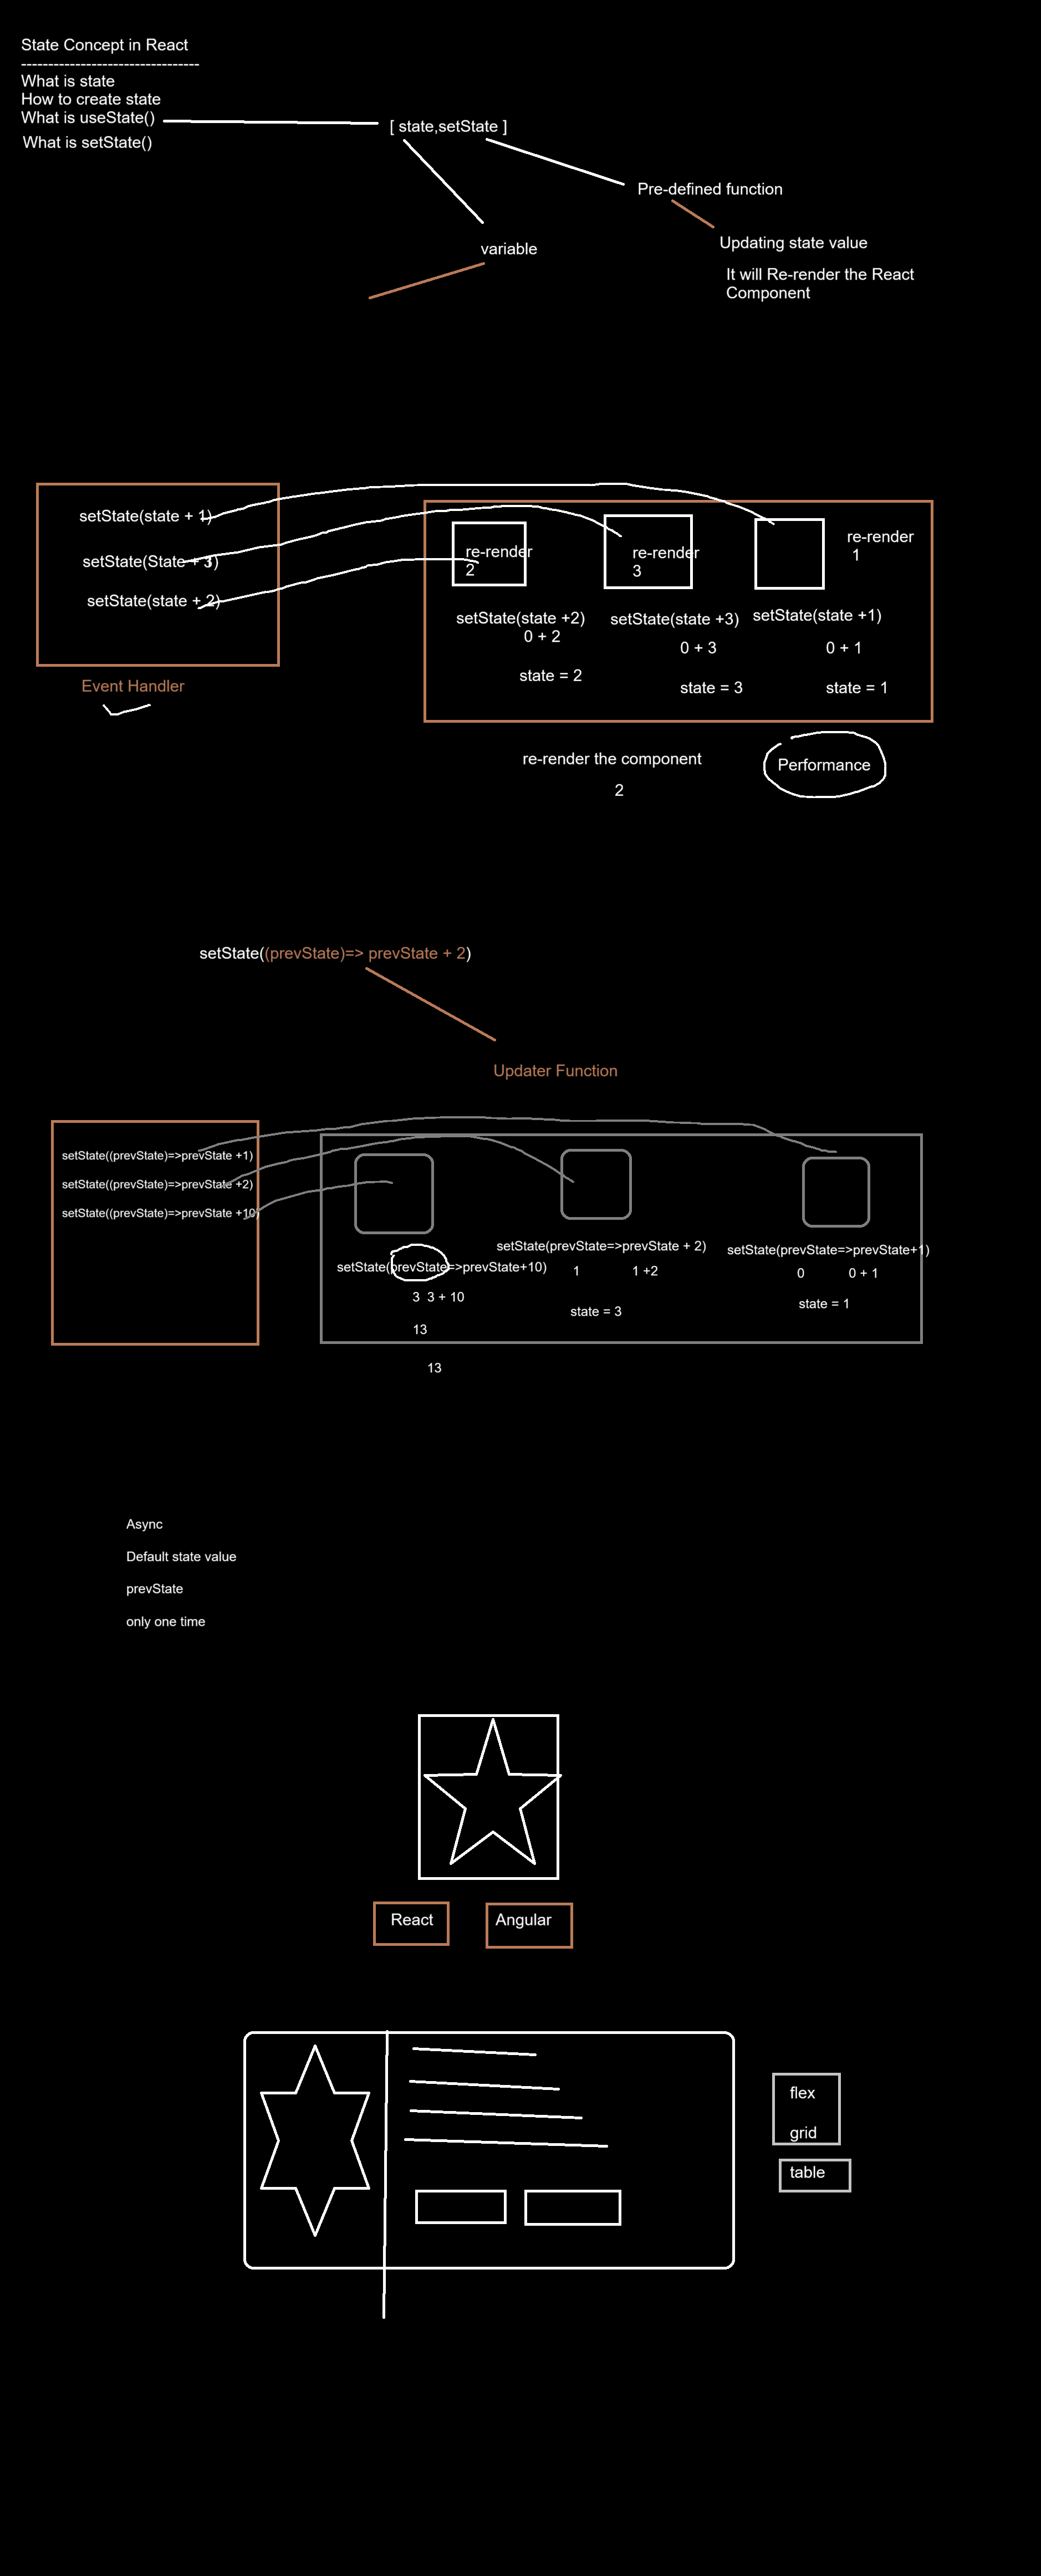 State Concept in React
---------------------------------
What is state
How to create state
What is useState()
What is setState()
[ state,setState ]
Pre-defined function
variable
Updating state value
It will Re-render the React
Component
setState(state + 1)
setState(State + 3)
setState(state + 2)
Event Handler
re-render
2
re-render
3
re-render
1
setState(state +2)
0 + 2
state = 2
setState(state +3)
0 + 3
state = 3
setState(state +1)
0 + 1
state = 1
re-render the component
2
Performance
setState((prevState)=> prevState + 2)
Updater Function
setState((prevState)=>prevState +1)
setState((prevState)=>prevState +2)
setState((prevState)=>prevState +10)
setState(prevState=>prevState+10)
3 3 + 10
13
13
setState(prevState=>prevState + 2)
1 1 +2
state = 3
setState(prevState=>prevState+1)
0 0 + 1
state = 1
Async
Default state value
prevState
only one time
React
Angular
flex
grid
table